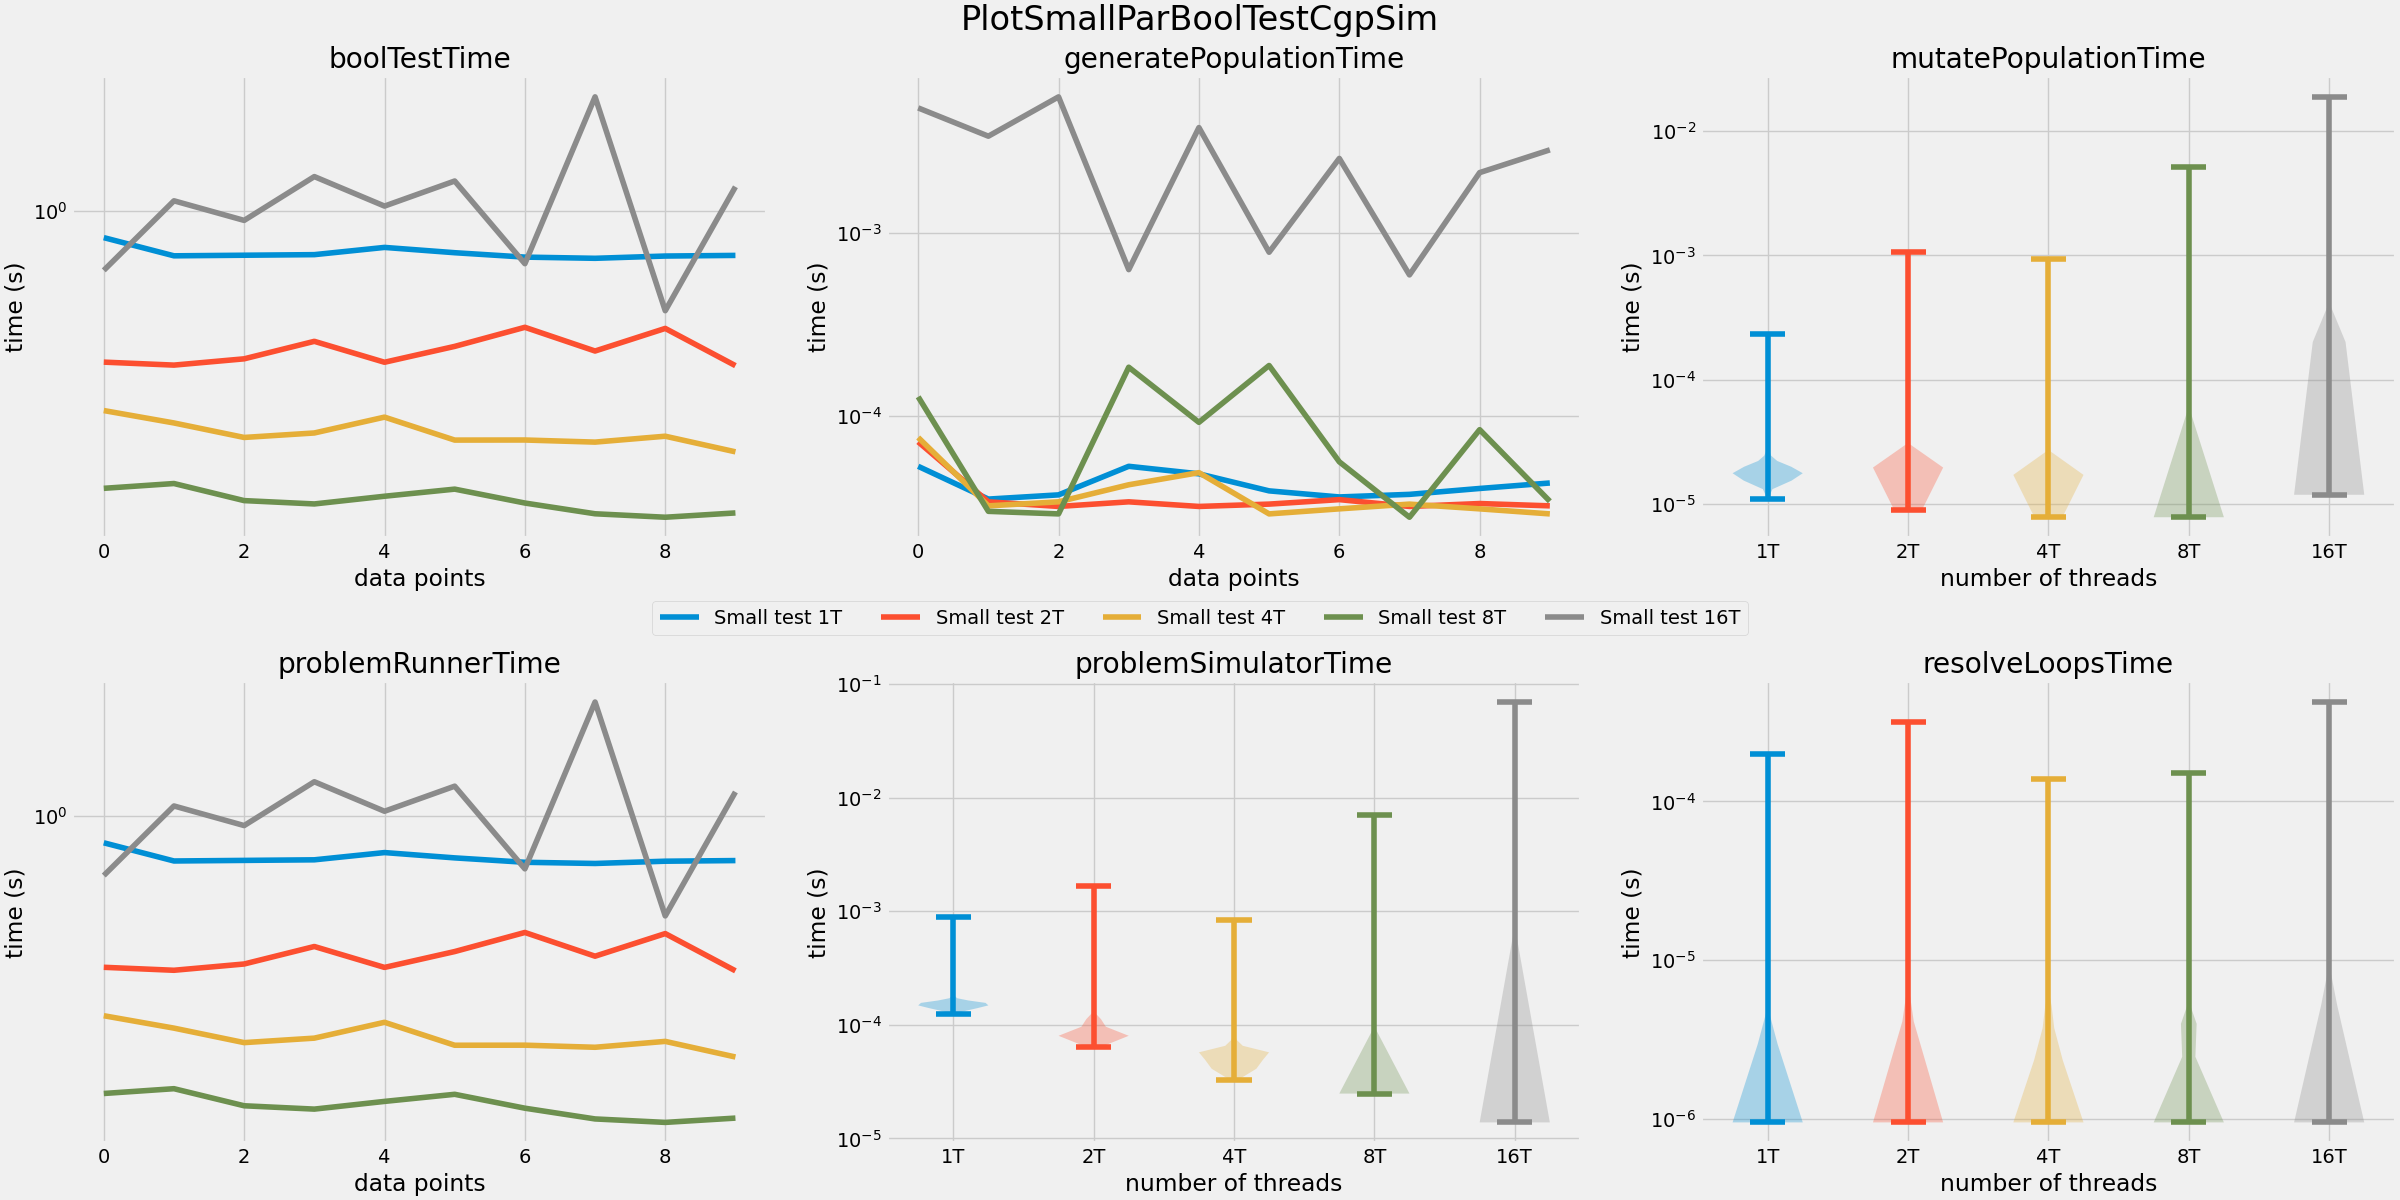 PlotSmallParBoolTestCgpSim
boolTestTime
time (s)
10⁰
0 2 4 6 8
data points
generatePopulationTime
time (s)
10⁻³
10⁻⁴
0 2 4 6 8
data points
mutatePopulationTime
time (s)
10⁻²
10⁻³
10⁻⁴
10⁻⁵
1T 2T 4T 8T 16T
number of threads
Small test 1T Small test 2T Small test 4T Small test 8T Small test 16T
problemRunnerTime
time (s)
10⁰
0 2 4 6 8
data points
problemSimulatorTime
time (s)
10⁻¹
10⁻²
10⁻³
10⁻⁴
10⁻⁵
1T 2T 4T 8T 16T
number of threads
resolveLoopsTime
time (s)
10⁻⁴
10⁻⁵
10⁻⁶
1T 2T 4T 8T 16T
number of threads